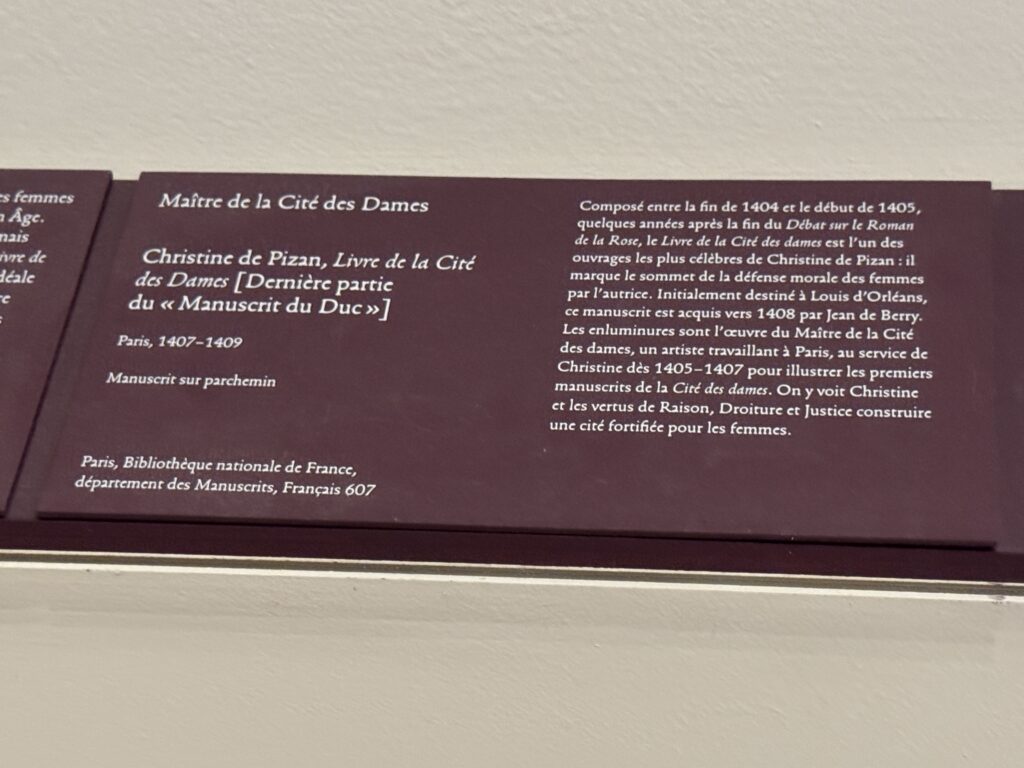 es femmes
Âge.
mais
ivre de
déale
re
Maître de la Cité des Dames
Christine de Pizan, Livre de la Cité
des Dames [Dernière partie
du « Manuscrit du Duc »]
Paris, 1407–1409
Manuscrit sur parchemin
Paris, Bibliothèque nationale de France,
département des Manuscrits, Français 607
Composé entre la fin de 1404 et le début de 1405,
quelques années après la fin du Débat sur le Roman
de la Rose, le Livre de la Cité des dames est l’un des
ouvrages les plus célèbres de Christine de Pizan : il
marque le sommet de la défense morale des femmes
par l’autrice. Initialement destiné à Louis d’Orléans,
ce manuscrit est acquis vers 1408 par Jean de Berry.
Les enluminures sont l’œuvre du Maître de la Cité
des dames, un artiste travaillant à Paris, au service de
Christine dès 1405–1407 pour illustrer les premiers
manuscrits de la Cité des dames. On y voit Christine
et les vertus de Raison, Droiture et Justice construire
une cité fortifiée pour les femmes.